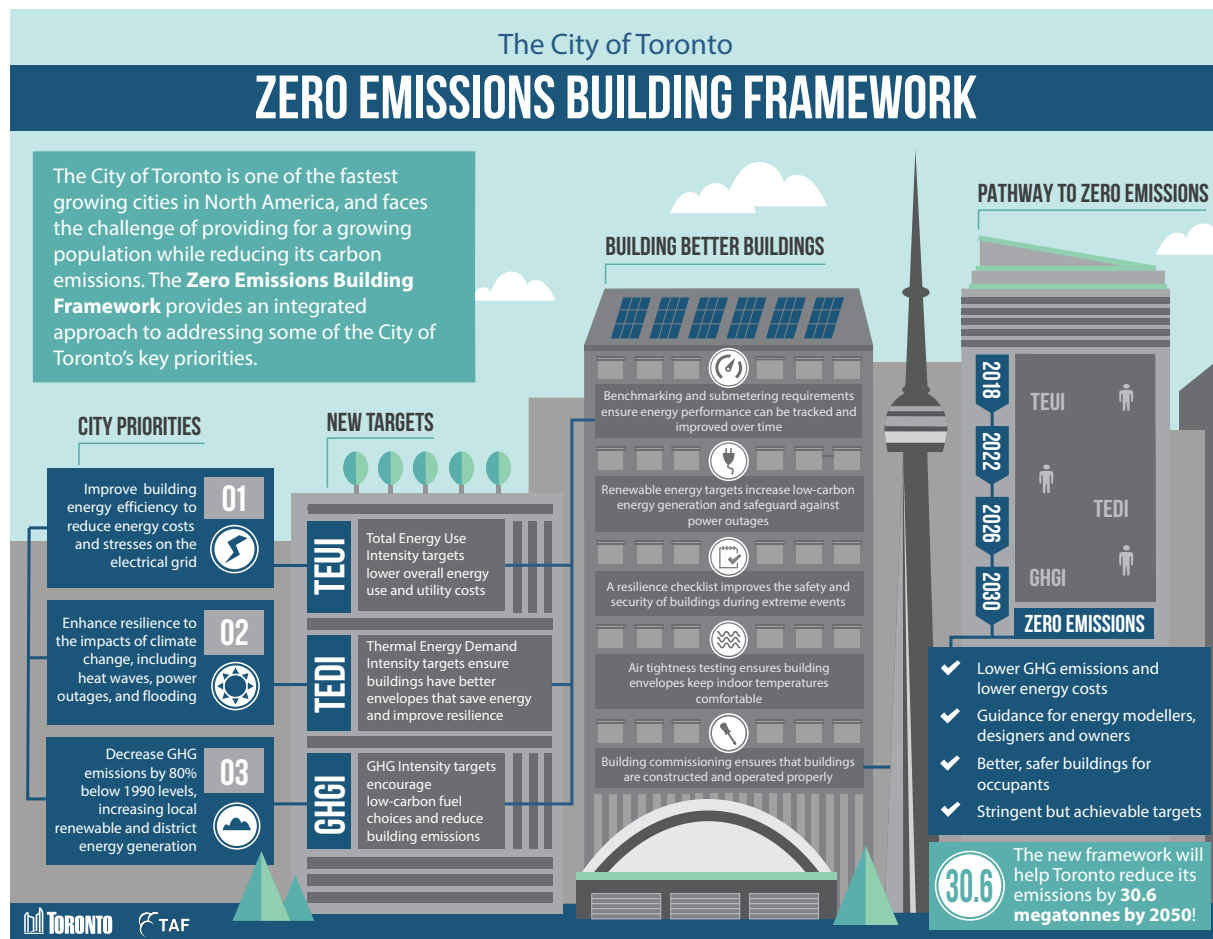 The City of Toronto
ZERO EMISSIONS BUILDING FRAMEWORK
The City of Toronto is one of the fastest
growing cities in North America, and faces
the challenge of providing for a growing
population while reducing its carbon
emissions. The Zero Emissions Building
Framework provides an integrated
approach to addressing some of the City of
Toronto's key priorities.
CITY PRIORITIES
Improve building
energy efficiency to
reduce energy costs
and stresses on the
electrical grid
01
Enhance resilience to
the impacts of climate
change, including
heat waves, power
outages, and flooding
02
Decrease GHG
emissions by 80%
below 1990 levels,
increasing local
renewable and district
energy generation
03
NEW TARGETS
TEUI
Total Energy Use
Intensity targets
lower overall energy
use and utility costs
TEDI
Thermal Energy Demand
Intensity targets ensure
buildings have better
envelopes that save energy
and improve resilience
GHGI
GHG Intensity targets
encourage
low-carbon fuel
choices and reduce
building emissions
BUILDING BETTER BUILDINGS
Benchmarking and submetering requirements
ensure energy performance can be tracked and
improved over time
Renewable energy targets increase low-carbon
energy generation and safeguard against
power outages
A resilience checklist improves the safety and
security of buildings during extreme events
Air tightness testing ensures building
envelopes keep indoor temperatures
comfortable
Building commissioning ensures that buildings
are constructed and operated properly
PATHWAY TO ZERO EMISSIONS
2018
2022
2026
2030
TEUI
TEDI
GHGI
ZERO EMISSIONS
Lower GHG emissions and
lower energy costs
Guidance for energy modellers,
designers and owners
Better, safer buildings for
occupants
Stringent but achievable targets
30.6
The new framework will
help Toronto reduce its
emissions by 30.6
megatonnes by 2050!
TORONTO
TAF